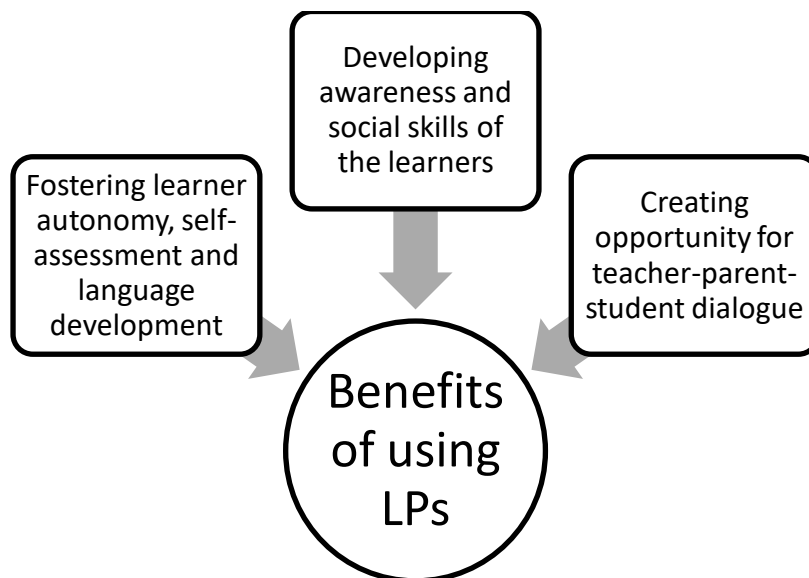 Fostering learner
autonomy, self-
assessment and
language
development
Developing
awareness and
social skills of
the learners
Creating
opportunity for
teacher-parent-
student dialogue
Benefits
of using
LPs